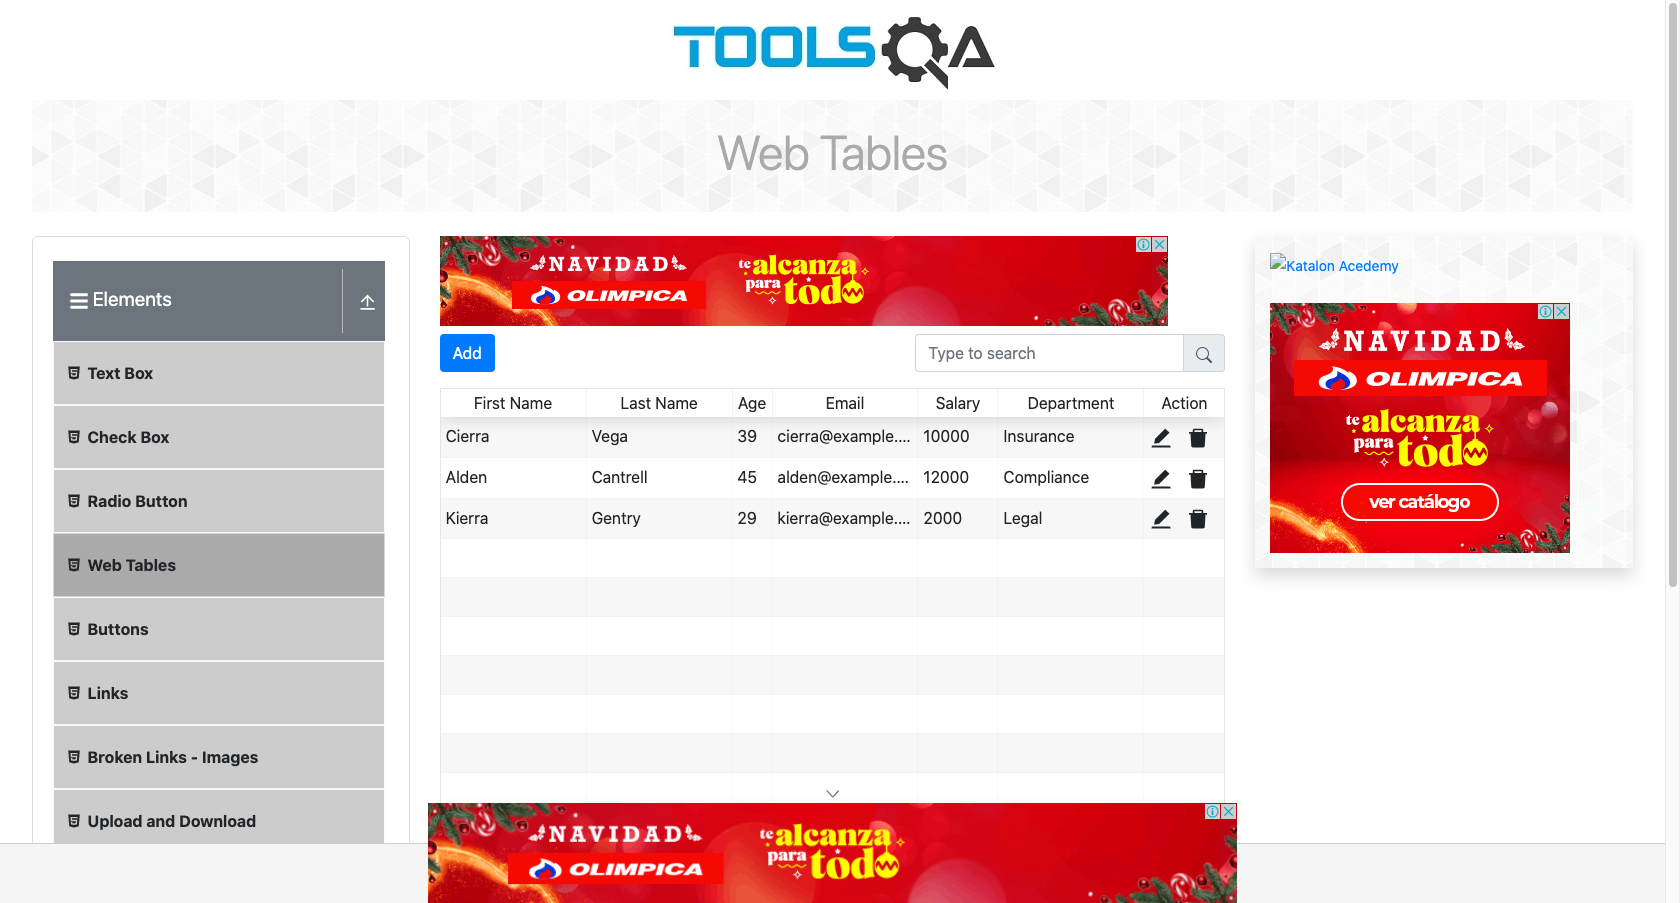 TOOLSQA
Web Tables
Elements
Text Box
Check Box
Radio Button
Web Tables
Buttons
Links
Broken Links - Images
Upload and Download
NAVIDAD
OLIMPICA
te alcanza
para todo
Add
Type to search
First Name Last Name Age Email Salary Department Action
Cierra Vega 39 cierra@example.... 10000 Insurance
Alden Cantrell 45 alden@example.... 12000 Compliance
Kierra Gentry 29 kierra@example.... 2000 Legal
Katalon Acedemy
NAVIDAD
OLIMPICA
te alcanza
para todo
ver catálogo
NAVIDAD
OLIMPICA
te alcanza
para todo